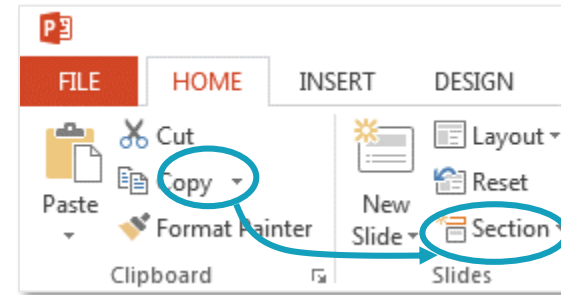 P
FILE HOME INSERT DESIGN
Cut
Copy
Paste
Format Painter
Clipboard
New
Slide
Layout
Reset
Section
Slides